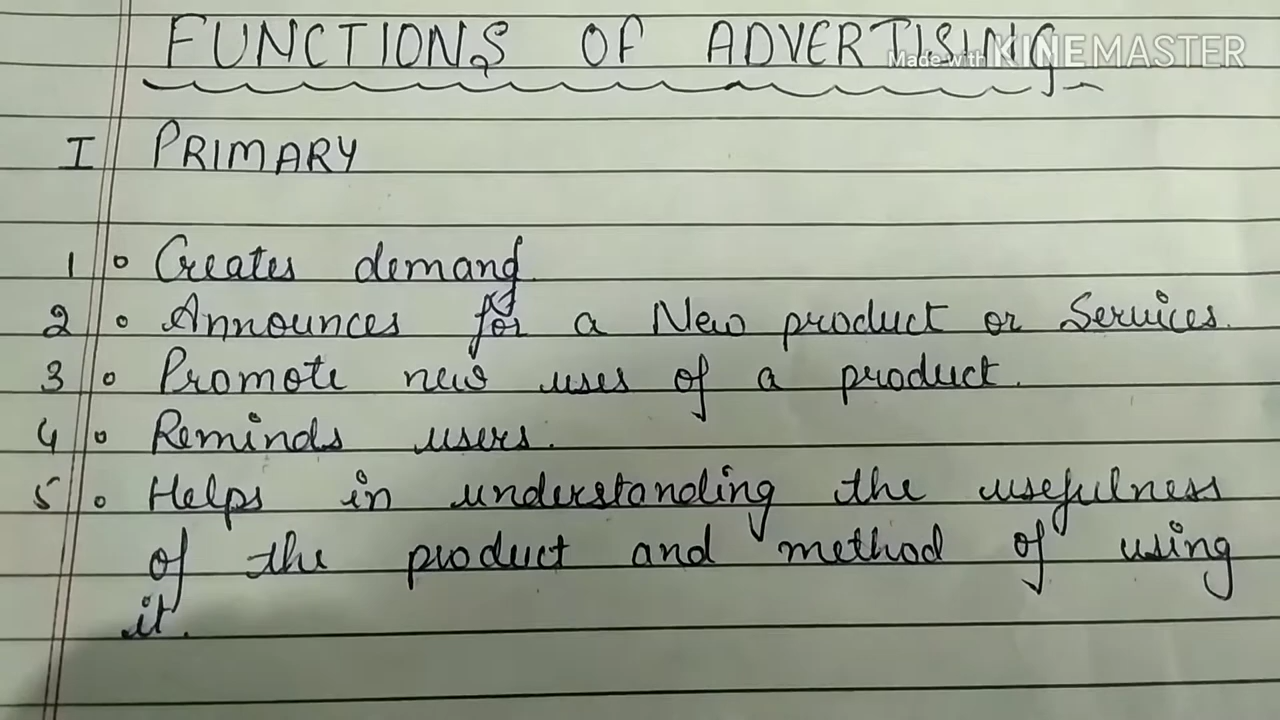 FUNCTIONS OF ADVERTISING
Made with KINEMASTER
I PRIMARY
1 Creates demand
2 Announces for a New product or Services.
3 Promote new uses of a product.
4 Reminds users.
5 Helps in understanding the usefulness
of the product and method of using
it.